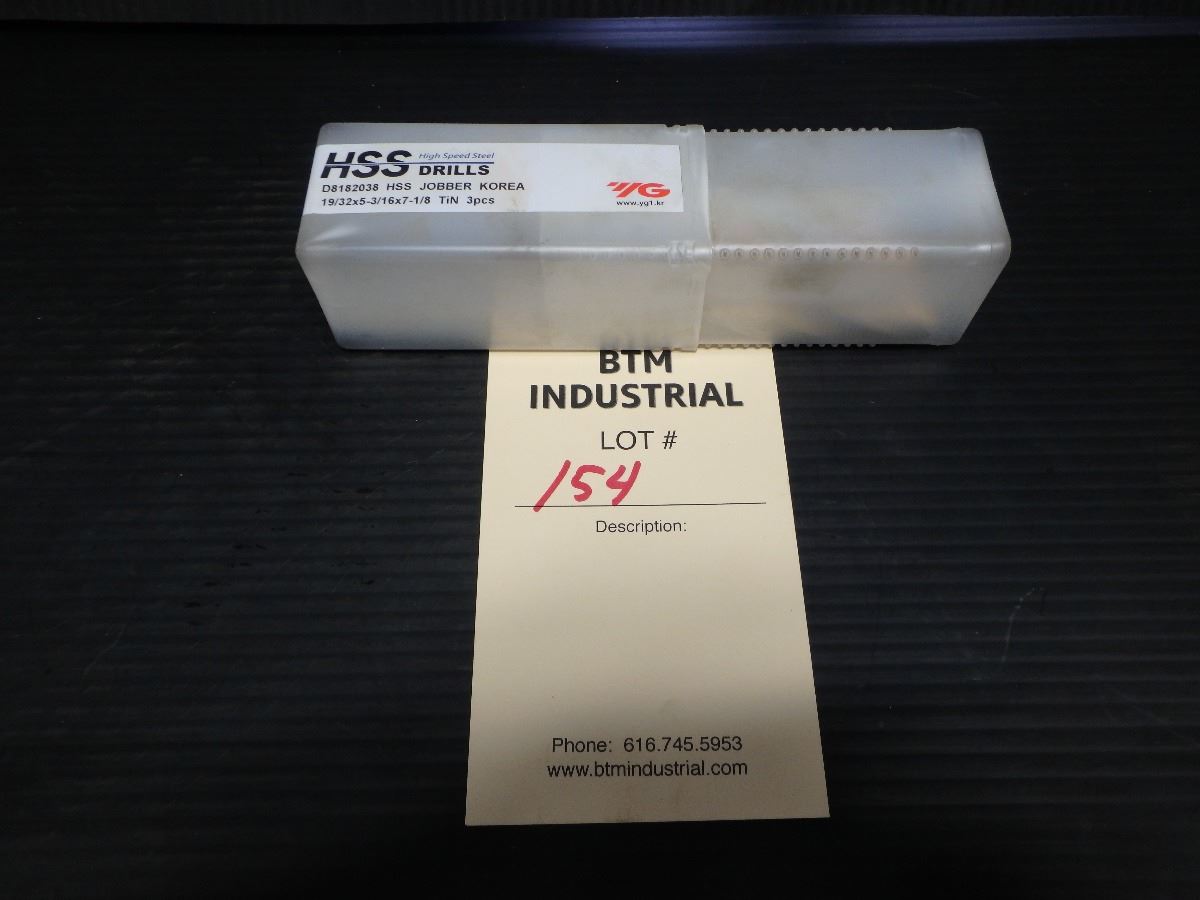 HSS High Speed Steel
DRILLS
D8182038 HSS JOBBER KOREA
19/32x5-3/16x7-1/8 TiN 3pcs
YG
www.yg1.kr
BTM
INDUSTRIAL
LOT #
154
Description:
Phone: 616.745.5953
www.btmindustrial.com